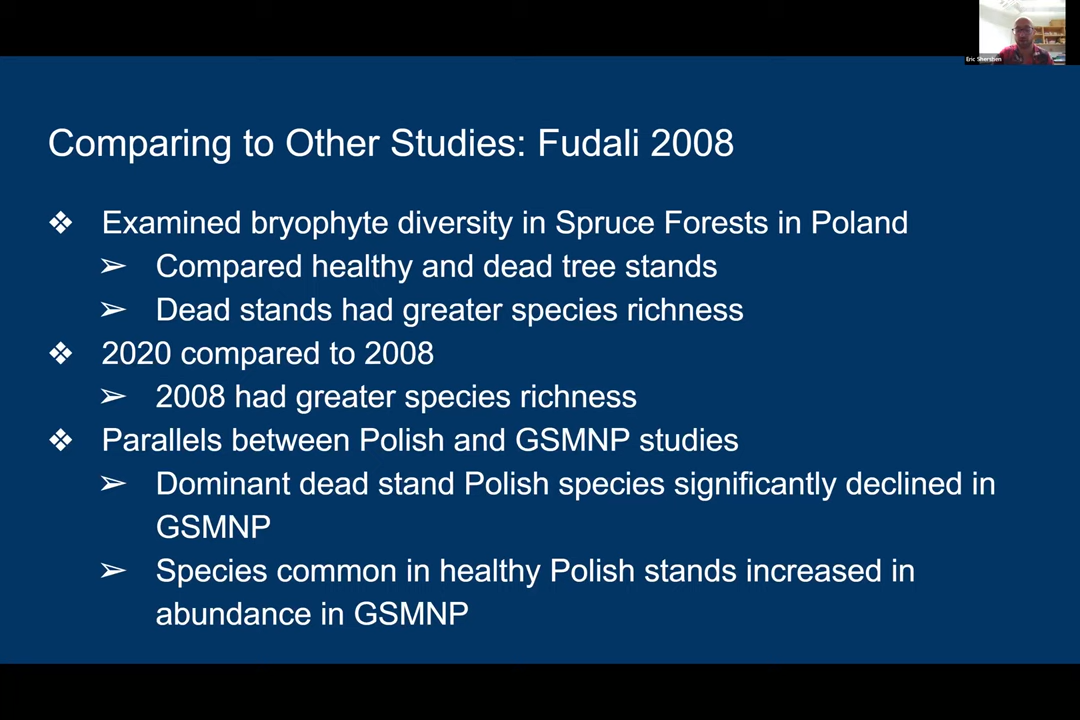 Eric Shershen
Comparing to Other Studies: Fudali 2008
❖ Examined bryophyte diversity in Spruce Forests in Poland
➢ Compared healthy and dead tree stands
➢ Dead stands had greater species richness
❖ 2020 compared to 2008
➢ 2008 had greater species richness
❖ Parallels between Polish and GSMNP studies
➢ Dominant dead stand Polish species significantly declined in
GSMNP
➢ Species common in healthy Polish stands increased in
abundance in GSMNP